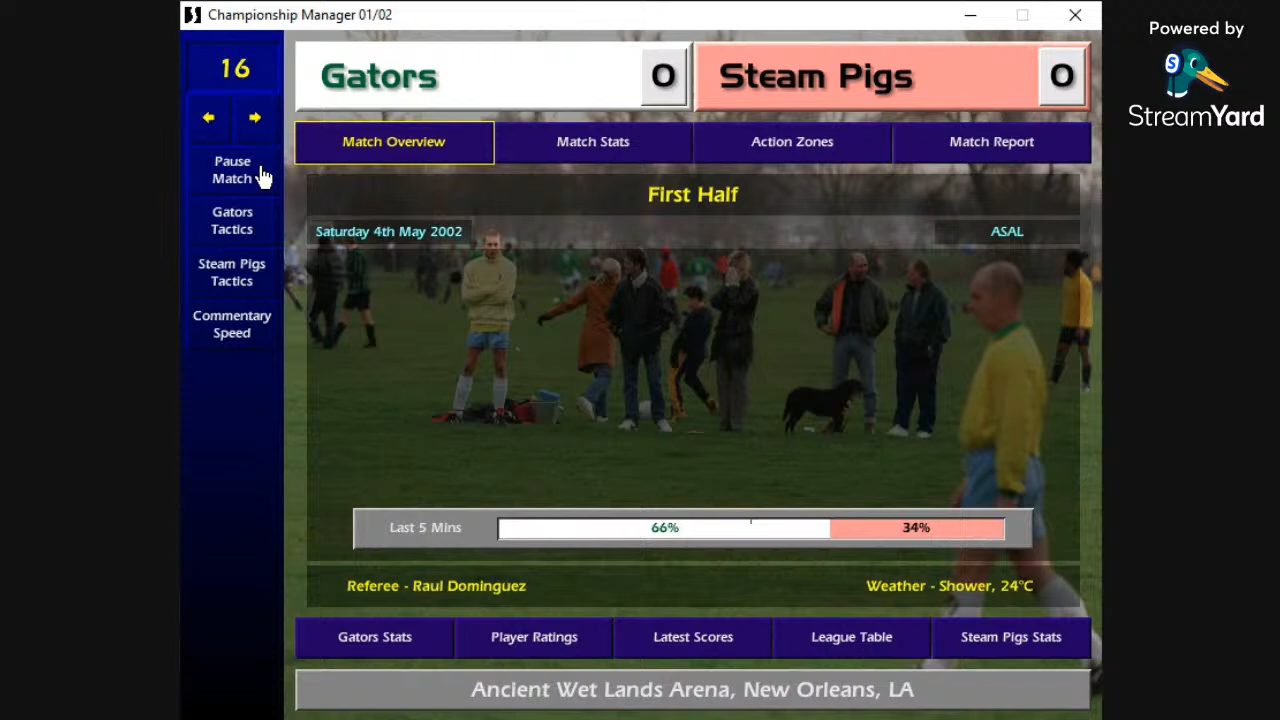 Championship Manager 01/02
Powered by
StreamYard
16
Gators 0 Steam Pigs 0
Match Overview Match Stats Action Zones Match Report
Pause
Match
Gators
Tactics
Steam Pigs
Tactics
Commentary
Speed
First Half
Saturday 4th May 2002 ASAL
Last 5 Mins 66% 34%
Referee - Raul Dominguez Weather - Shower, 24°C
Gators Stats Player Ratings Latest Scores League Table Steam Pigs Stats
Ancient Wet Lands Arena, New Orleans, LA